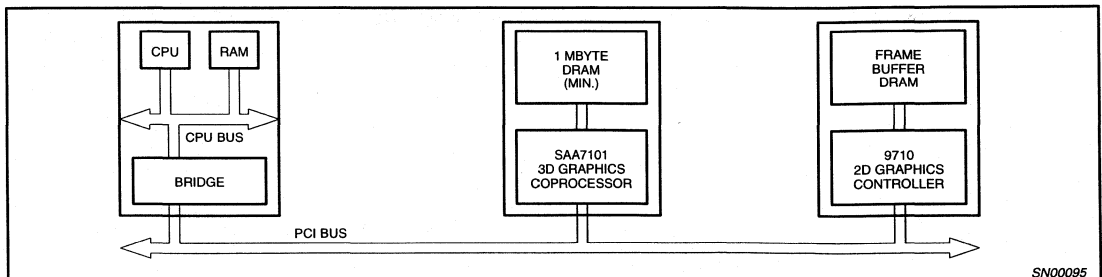 CPU
RAM
CPU BUS
BRIDGE
1 MBYTE
DRAM
(MIN.)
SAA7101
3D GRAPHICS
COPROCESSOR
FRAME
BUFFER
DRAM
9710
2D GRAPHICS
CONTROLLER
PCI BUS
SN00095